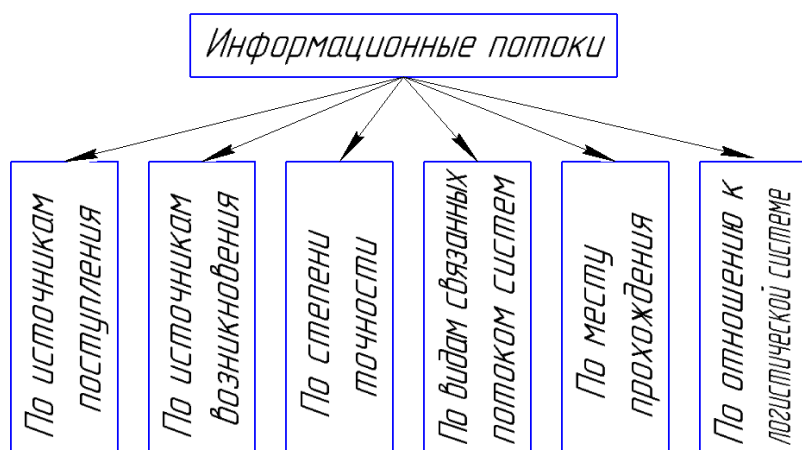 Информационные потоки
По источникам
поступления
По источникам
возникновения
По степени
точности
По видам связанных
потоком систем
По месту
прохождения
По отношению к
логистической системе